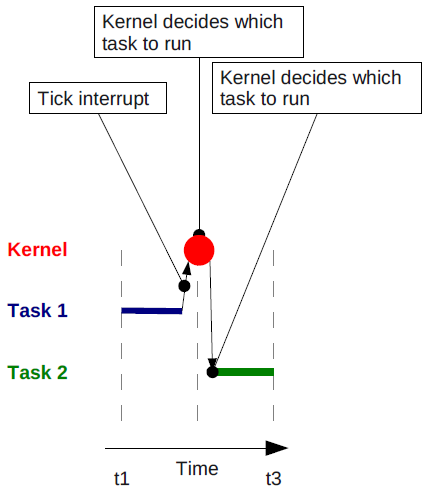 Kernel decides which
task to run
Kernel decides which
task to run
Tick interrupt
Kernel
Task 1
Task 2
Time
t1
t3